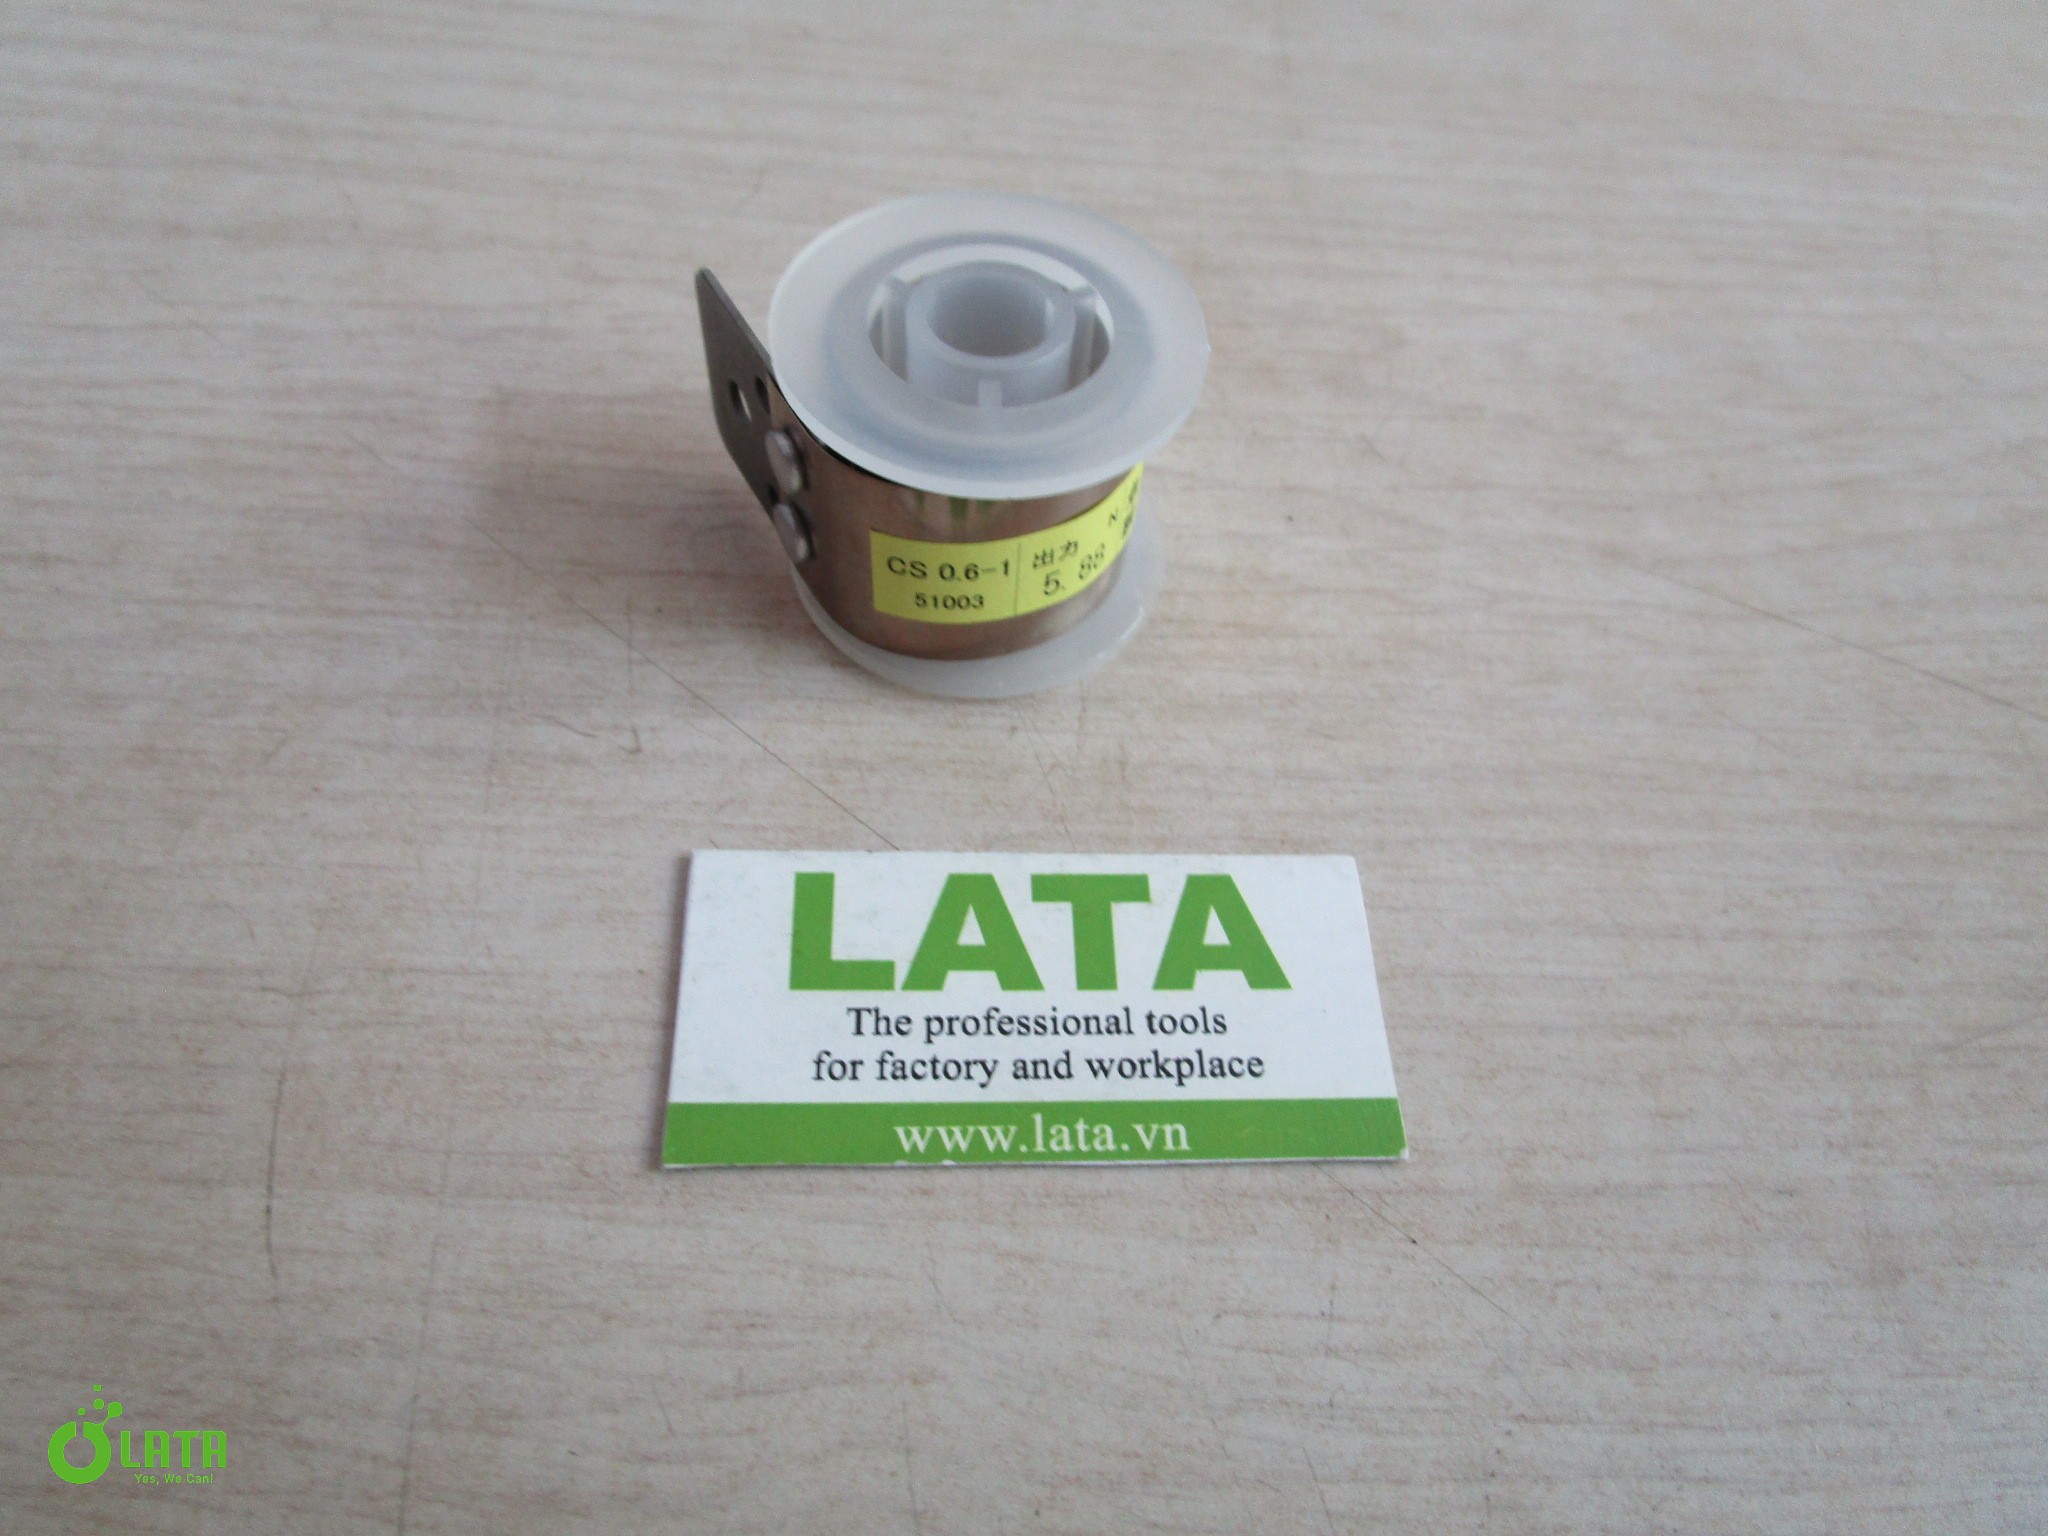 CS 0.6-1
51003
出力
5.88
N
LATA
The professional tools
for factory and workplace
www.lata.vn
LATA
Yes, We Can!